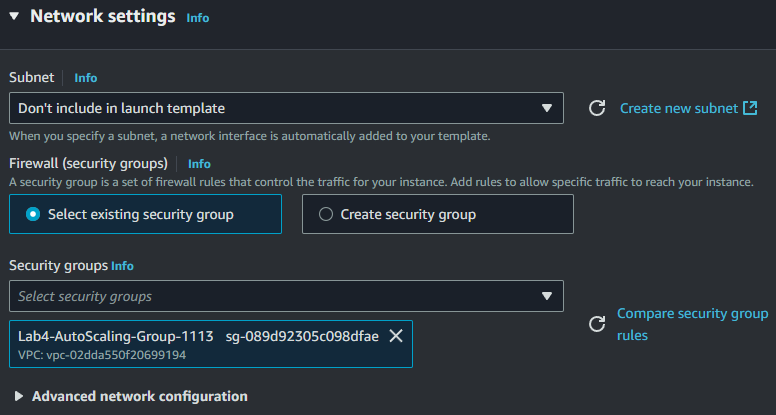 Network settings Info
Subnet Info
Don't include in launch template
Create new subnet
When you specify a subnet, a network interface is automatically added to your template.
Firewall (security groups) Info
A security group is a set of firewall rules that control the traffic for your instance. Add rules to allow specific traffic to reach your instance.
Select existing security group
Create security group
Security groups Info
Select security groups
Compare security group
rules
Lab4-AutoScaling-Group-1113 sg-089d92305c098dfae
VPC: vpc-02dda550f20699194
Advanced network configuration